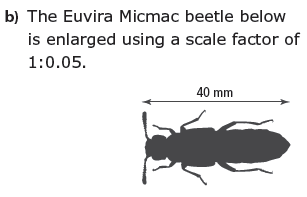 b) The Euvira Micmac beetle below
is enlarged using a scale factor of
1:0.05.
40 mm